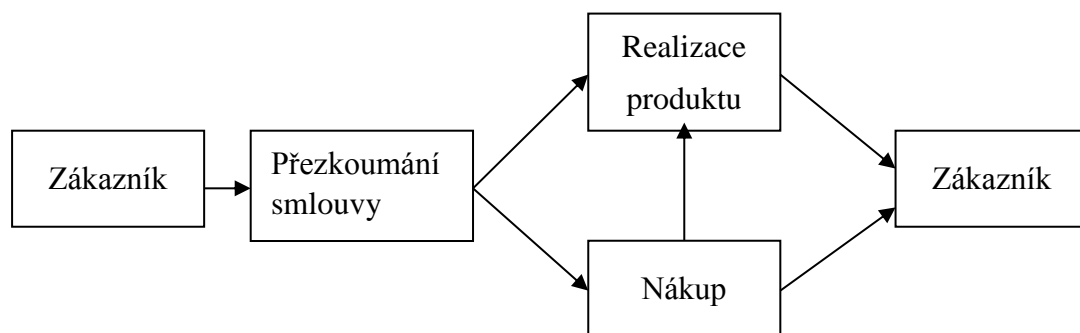 Zákazník
Přezkoumání
smlouvy
Realizace
produktu
Nákup
Zákazník